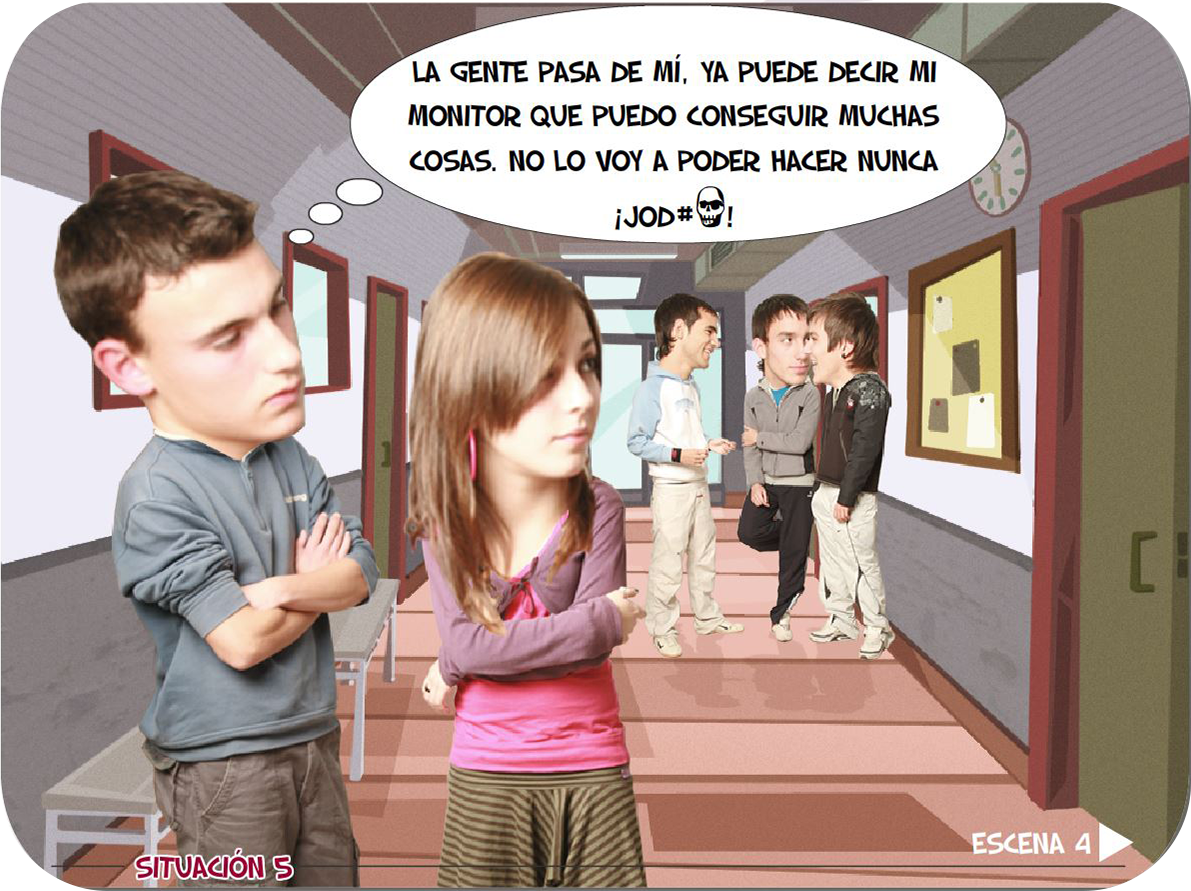 LA GENTE PASA DE MÍ, YA PUEDE DECIR MI
MONITOR QUE PUEDO CONSEGUIR MUCHAS
COSAS. NO LO VOY A PODER HACER NUNCA
¡JOD#💀!
ESCENA 4
SITUACIÓN 5